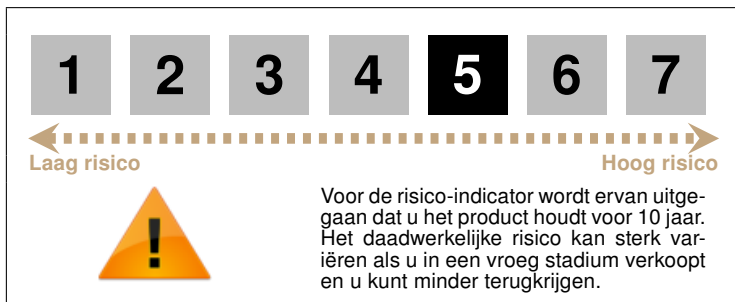 1 2 3 4 5 6 7
Laag risico Hoog risico
!
Voor de risico-indicator wordt ervan uitge-
gaan dat u het product houdt voor 10 jaar.
Het daadwerkelijke risico kan sterk var-
iëren als u in een vroeg stadium verkoopt
en u kunt minder terugkrijgen.